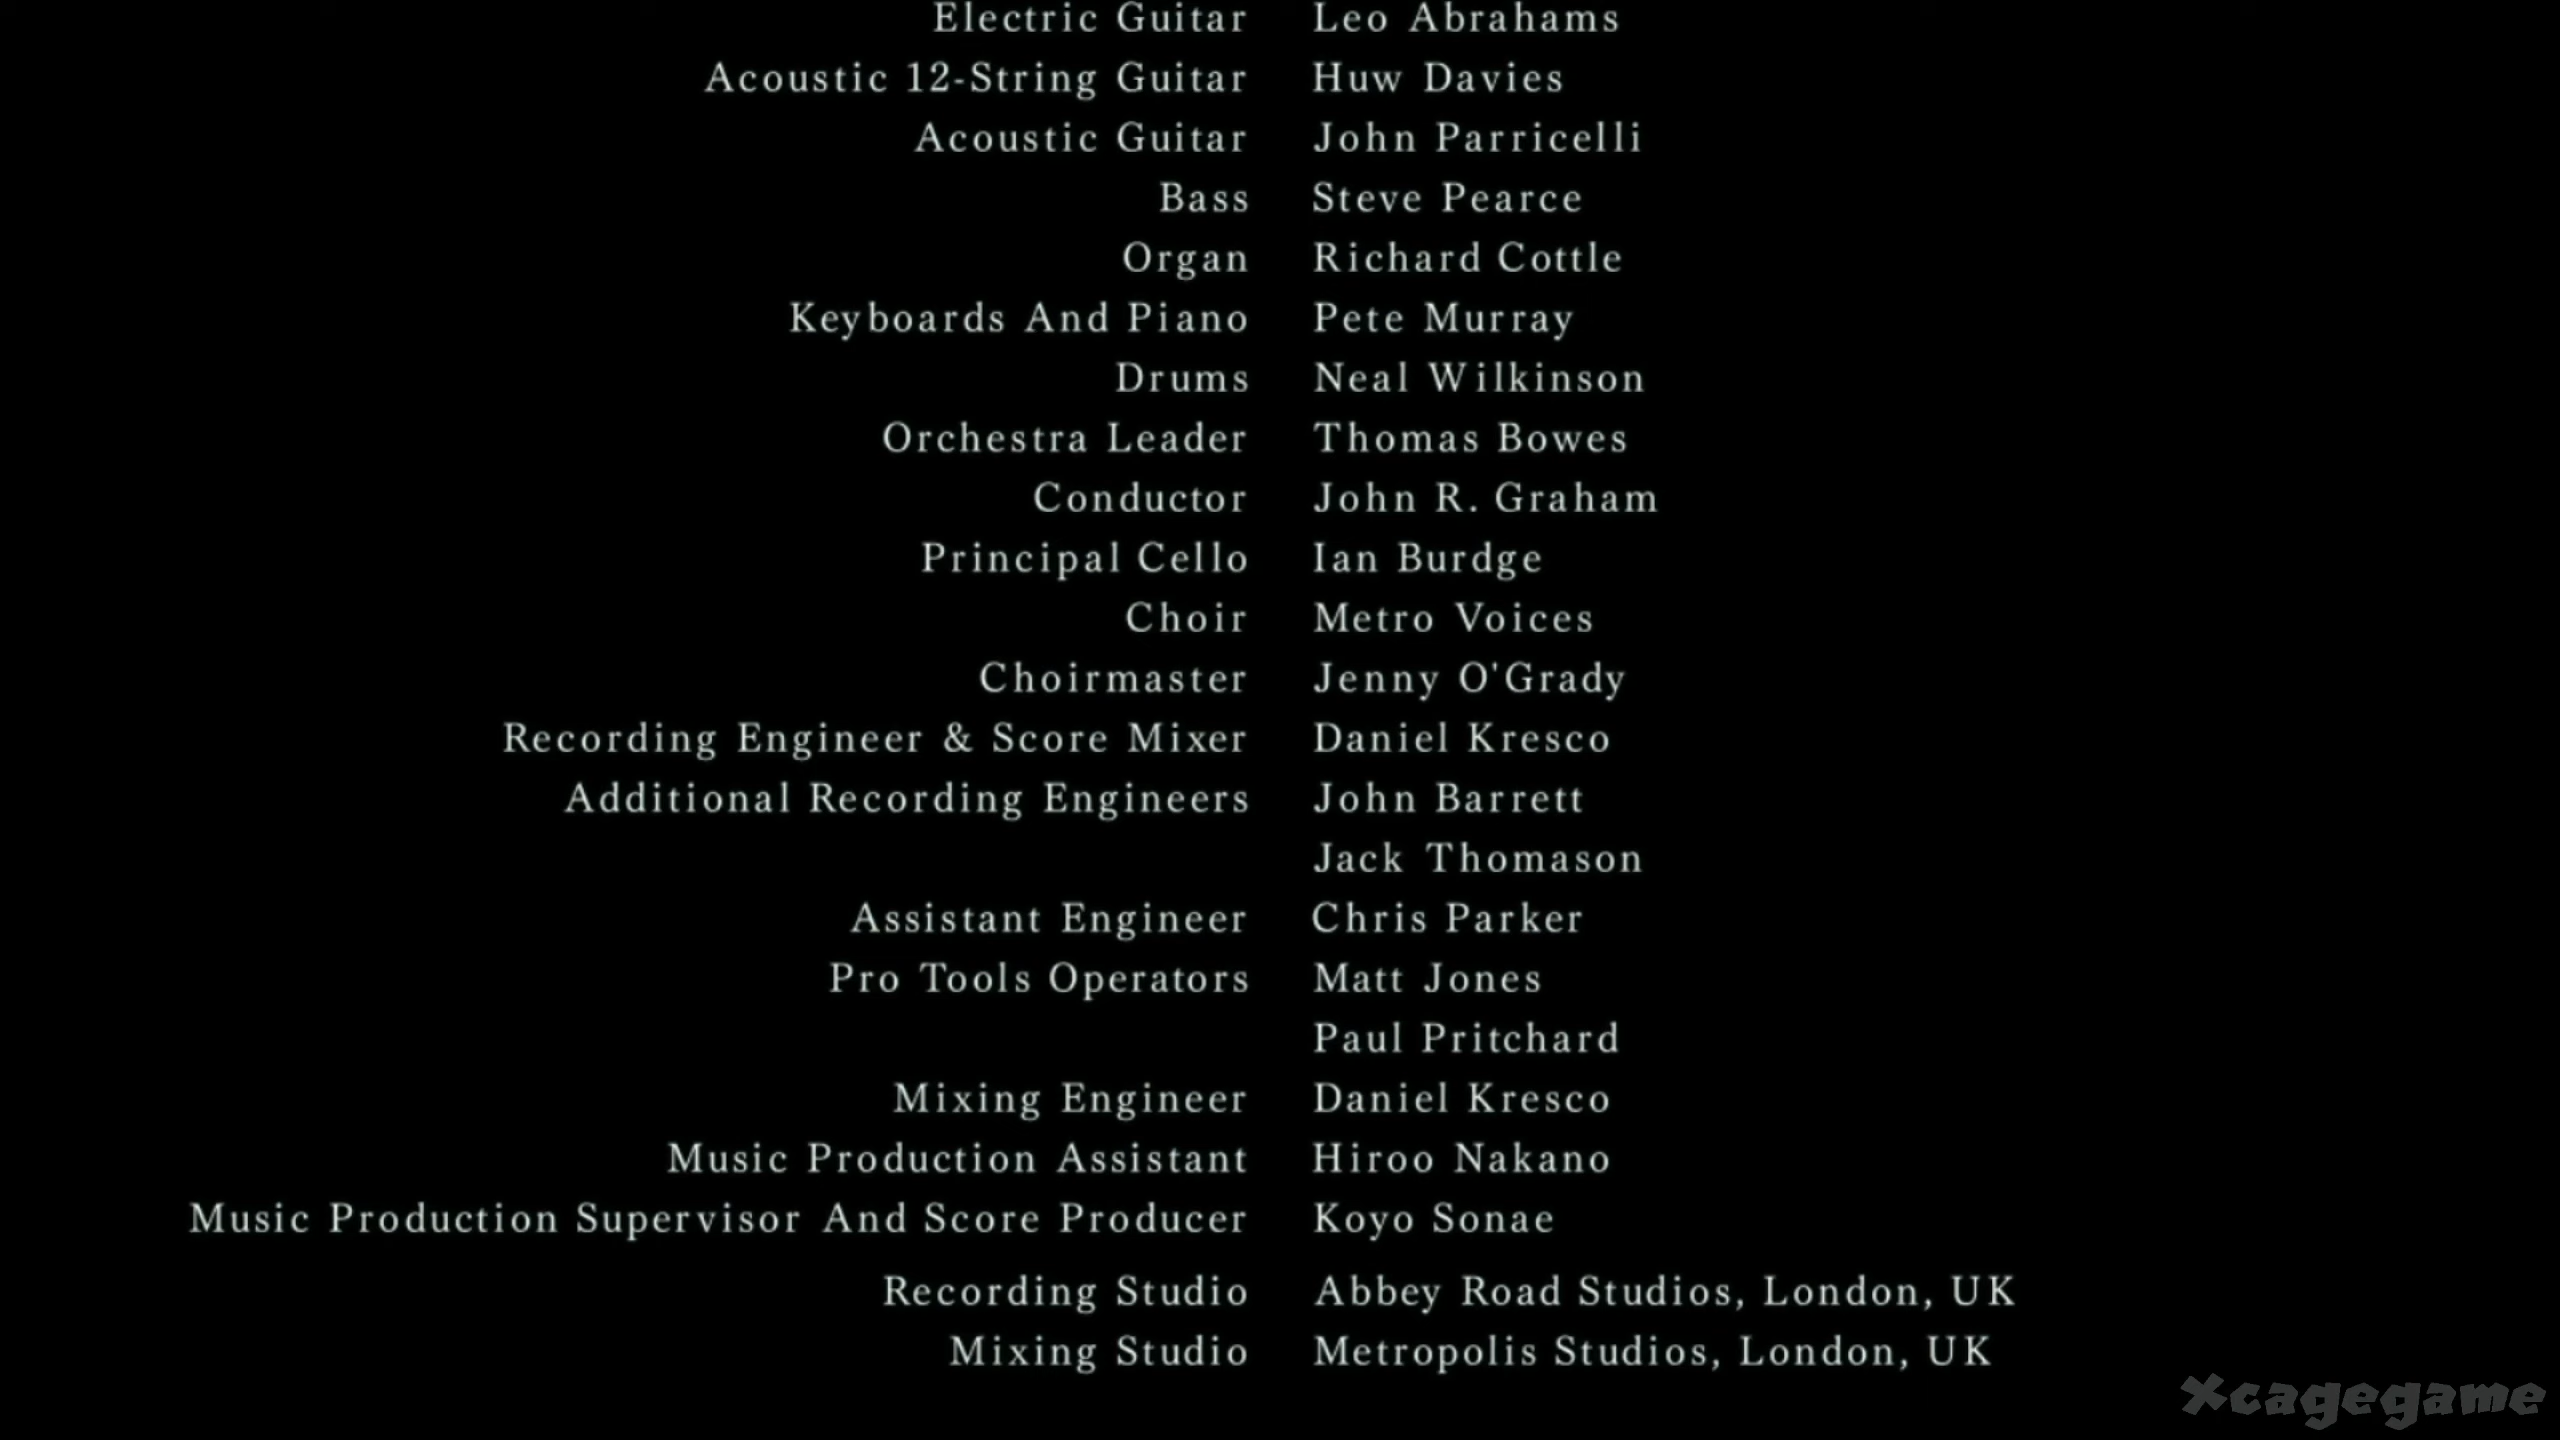 Electric Guitar Leo Abrahams
Acoustic 12-String Guitar Huw Davies
Acoustic Guitar John Parricelli
Bass Steve Pearce
Organ Richard Cottle
Keyboards And Piano Pete Murray
Drums Neal Wilkinson
Orchestra Leader Thomas Bowes
Conductor John R. Graham
Principal Cello Ian Burdge
Choir Metro Voices
Choirmaster Jenny O'Grady
Recording Engineer & Score Mixer Daniel Kresco
Additional Recording Engineers John Barrett
Jack Thomason
Assistant Engineer Chris Parker
Pro Tools Operators Matt Jones
Paul Pritchard
Mixing Engineer Daniel Kresco
Music Production Assistant Hiroo Nakano
Music Production Supervisor And Score Producer Koyo Sonae
Recording Studio Abbey Road Studios, London, UK
Mixing Studio Metropolis Studios, London, UK
Xcagegame